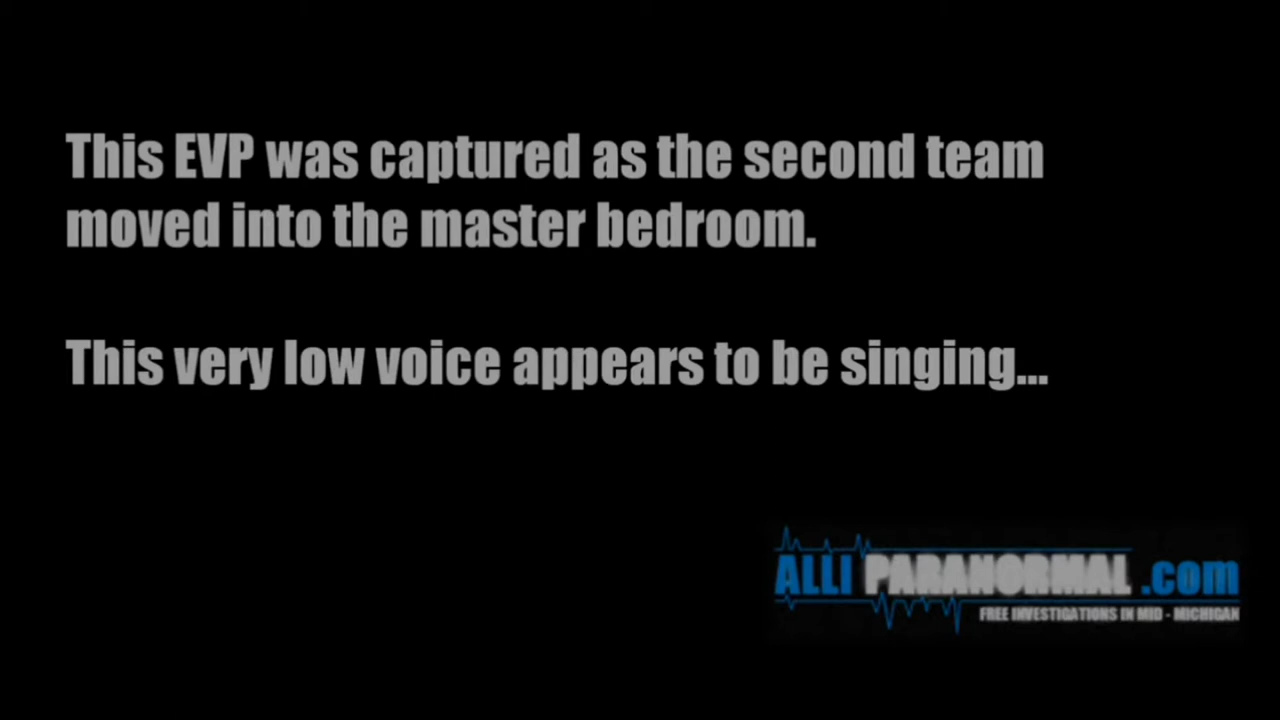 This EVP was captured as the second team
moved into the master bedroom.
This very low voice appears to be singing...
ALLI PARANORMAL .com
FREE INVESTIGATIONS IN MID - MICHIGAN